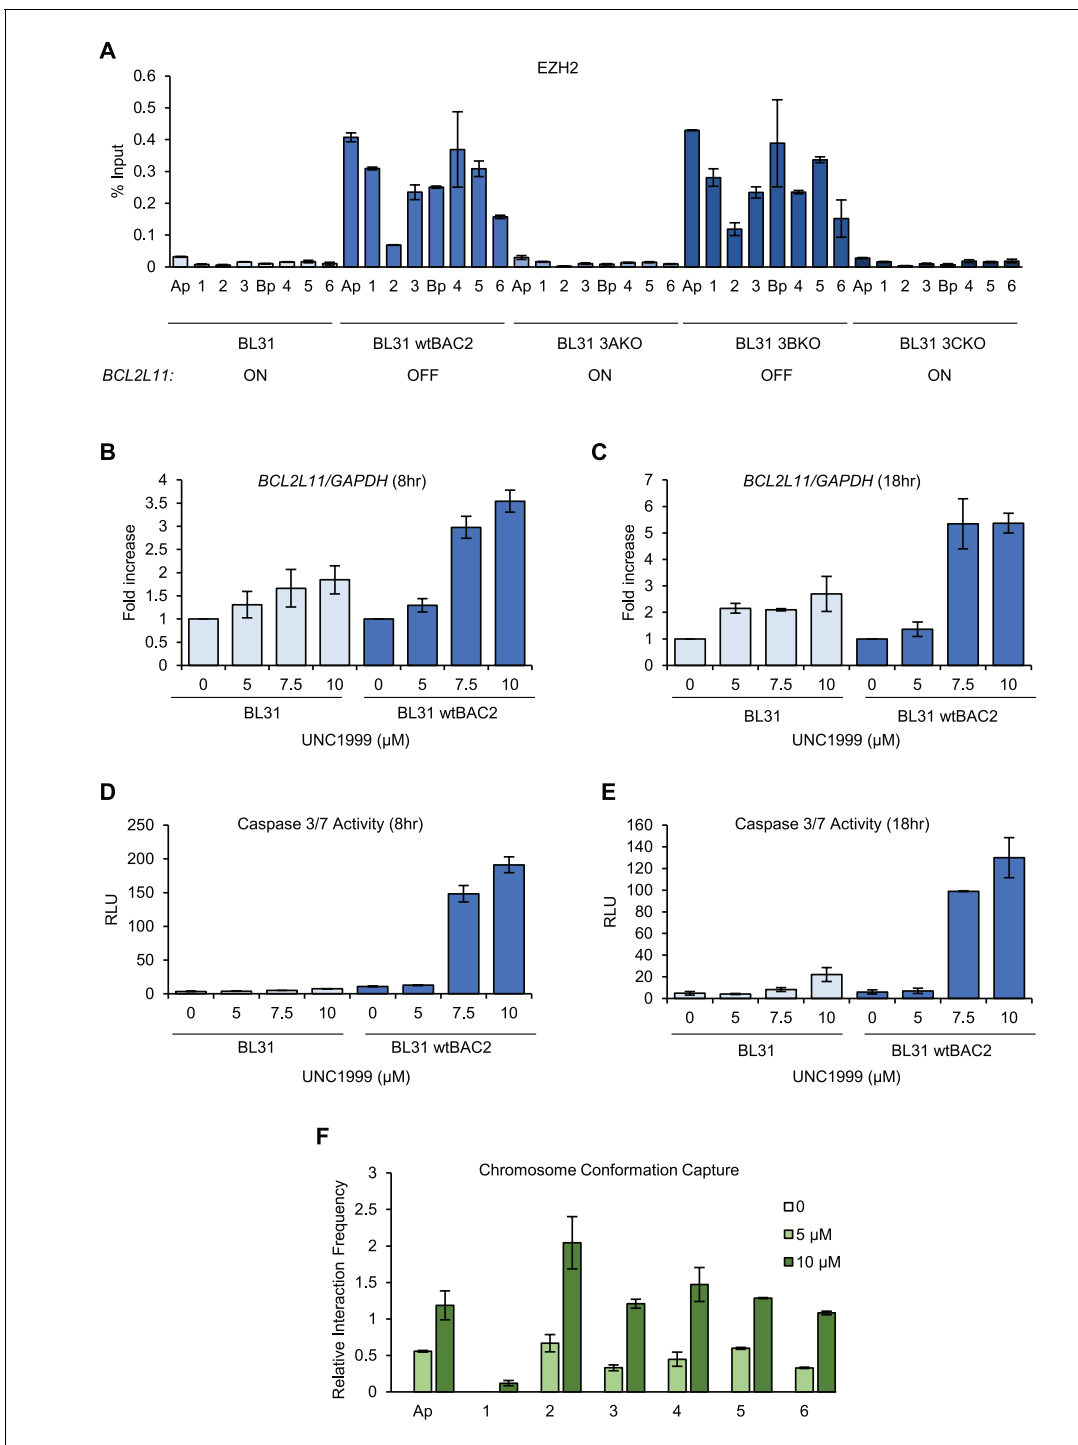 A
EZH2
% Input
0.6
0.5
0.4
0.3
0.2
0.1
0
Ap 1 2 3 Bp 4 5 6 Ap 1 2 3 Bp 4 5 6 Ap 1 2 3 Bp 4 5 6 Ap 1 2 3 Bp 4 5 6 Ap 1 2 3 Bp 4 5 6
BL31 BL31 wtBAC2 BL31 3AKO BL31 3BKO BL31 3CKO
BCL2L11: ON OFF ON OFF ON
B
BCL2L11/GAPDH (8hr)
Fold increase
4
3.5
3
2.5
2
1.5
1
0.5
0
0 5 7.5 10 0 5 7.5 10
BL31 BL31 wtBAC2
UNC1999 (µM)
C
BCL2L11/GAPDH (18hr)
Fold increase
7
6
5
4
3
2
1
0
0 5 7.5 10 0 5 7.5 10
BL31 BL31 wtBAC2
UNC1999 (µM)
D
Caspase 3/7 Activity (8hr)
RLU
250
200
150
100
50
0
0 5 7.5 10 0 5 7.5 10
BL31 BL31 wtBAC2
UNC1999 (µM)
E
Caspase 3/7 Activity (18hr)
RLU
160
140
120
100
80
60
40
20
0
0 5 7.5 10 0 5 7.5 10
BL31 BL31 wtBAC2
UNC1999 (µM)
F
Chromosome Conformation Capture
Relative Interaction Frequency
3
2.5
2
1.5
1
0.5
0
0
5 µM
10 µM
Ap 1 2 3 4 5 6